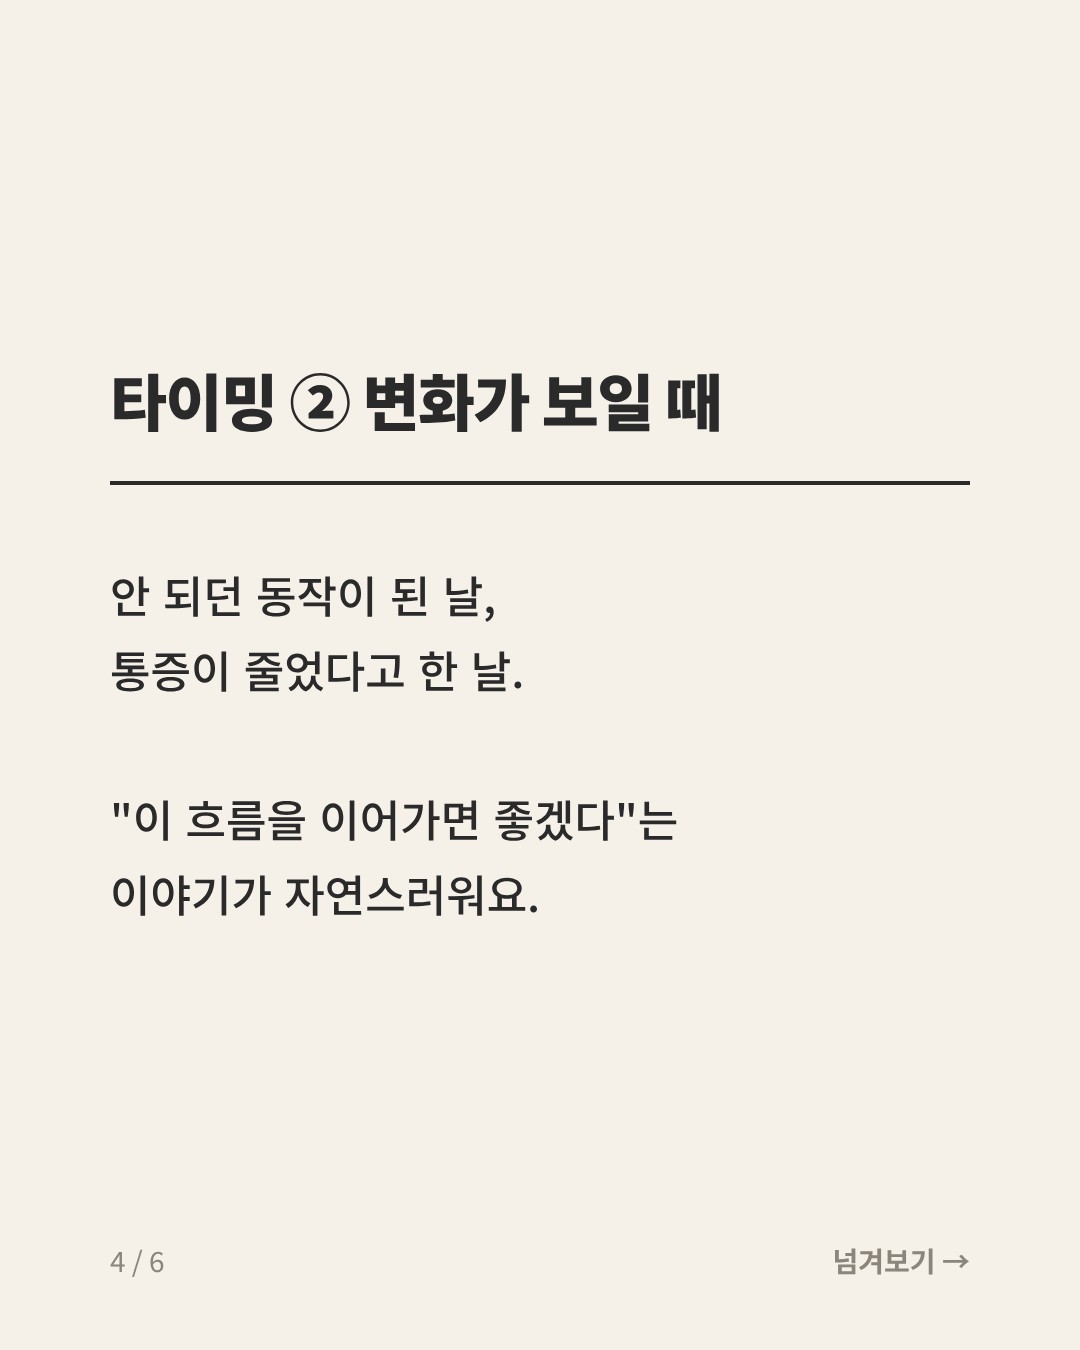 타이밍 ② 변화가 보일 때
안 되던 동작이 된 날,
통증이 줄었다고 한 날.
"이 흐름을 이어가면 좋겠다"는
이야기가 자연스러워요.
4 / 6
넘겨보기 →